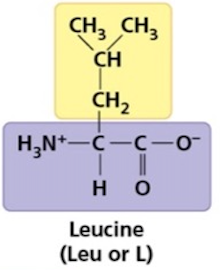 CH₃ CH₃
CH
CH₂
H₃N⁺—C—C—O⁻
H O
Leucine
(Leu or L)